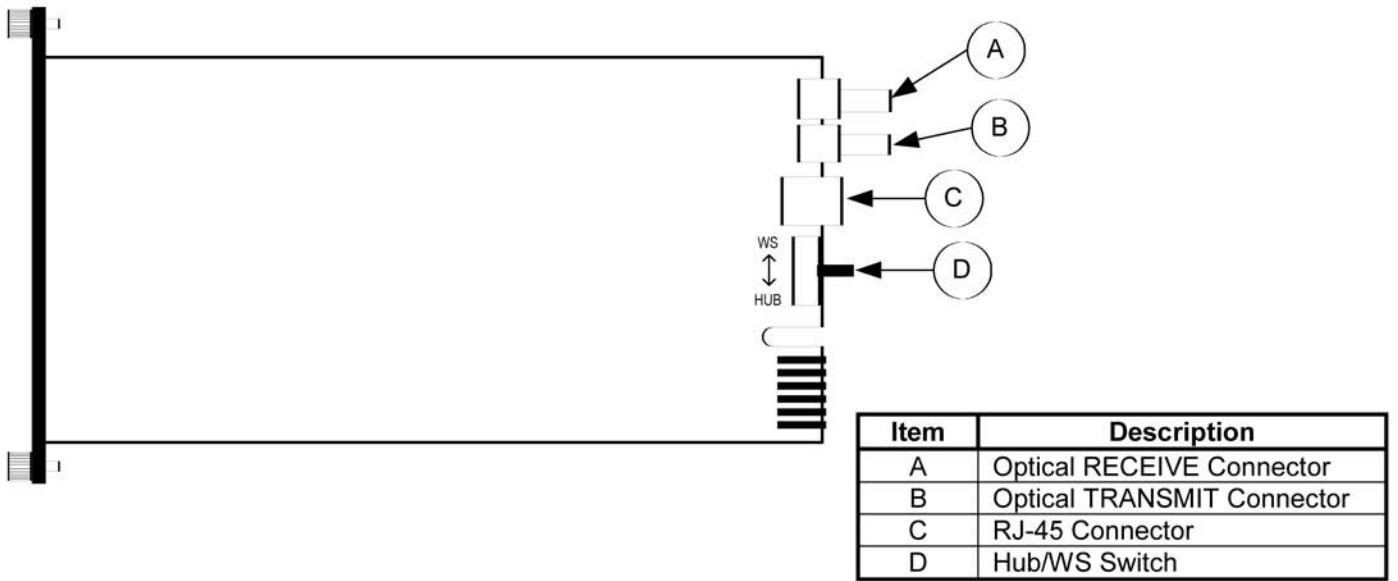 A
B
C
WS
D
HUB
Item Description
A Optical RECEIVE Connector
B Optical TRANSMIT Connector
C RJ-45 Connector
D Hub/WS Switch